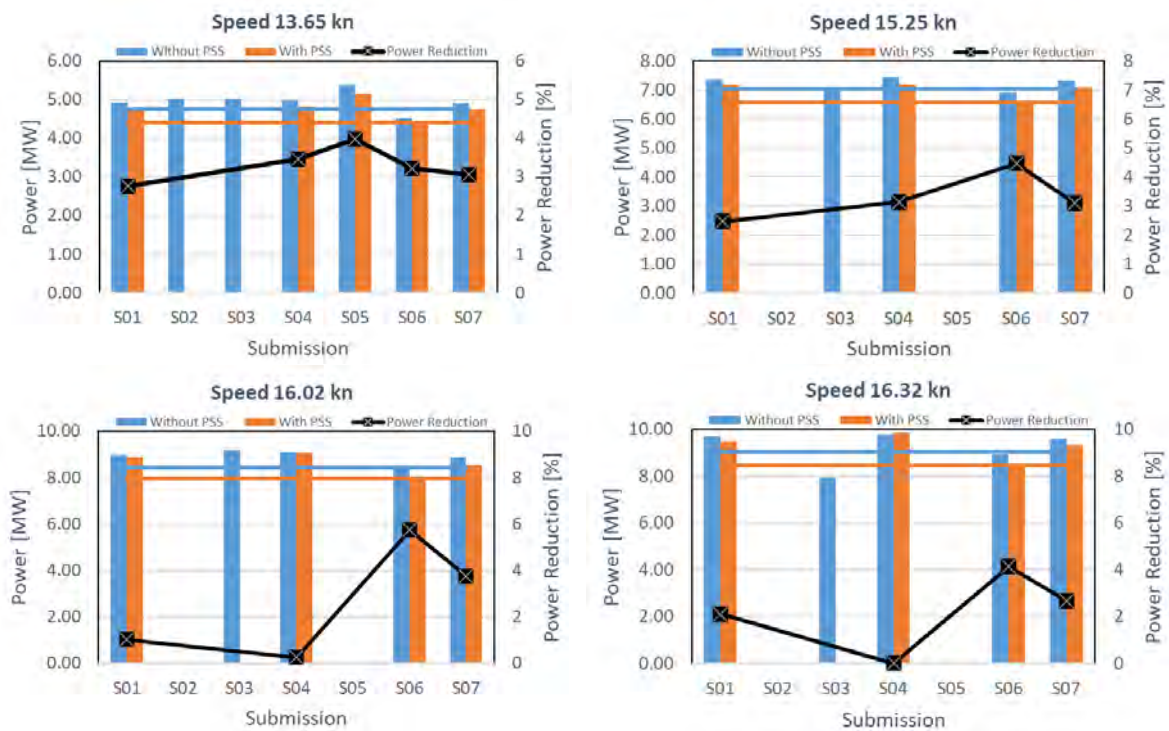 Speed 13.65 kn
Without PSS With PSS Power Reduction
6.00
5.00
4.00
3.00
2.00
1.00
0.00
Power [MW]
6
5
4
3
2
1
0
Power Reduction [%]
S01 S02 S03 S04 S05 S06 S07
Submission
Speed 15.25 kn
Without PSS With PSS Power Reduction
8.00
7.00
6.00
5.00
4.00
3.00
2.00
1.00
0.00
Power [MW]
8
7
6
5
4
3
2
1
0
Power Reduction [%]
S01 S02 S03 S04 S05 S06 S07
Submission
Speed 16.02 kn
Without PSS With PSS Power Reduction
10.00
8.00
6.00
4.00
2.00
0.00
Power [MW]
10
8
6
4
2
0
Power Reduction [%]
S01 S02 S03 S04 S05 S06 S07
Submission
Speed 16.32 kn
Without PSS With PSS Power Reduction
10.00
8.00
6.00
4.00
2.00
0.00
Power [MW]
10
8
6
4
2
0
Power Reduction [%]
S01 S02 S03 S04 S05 S06 S07
Submission